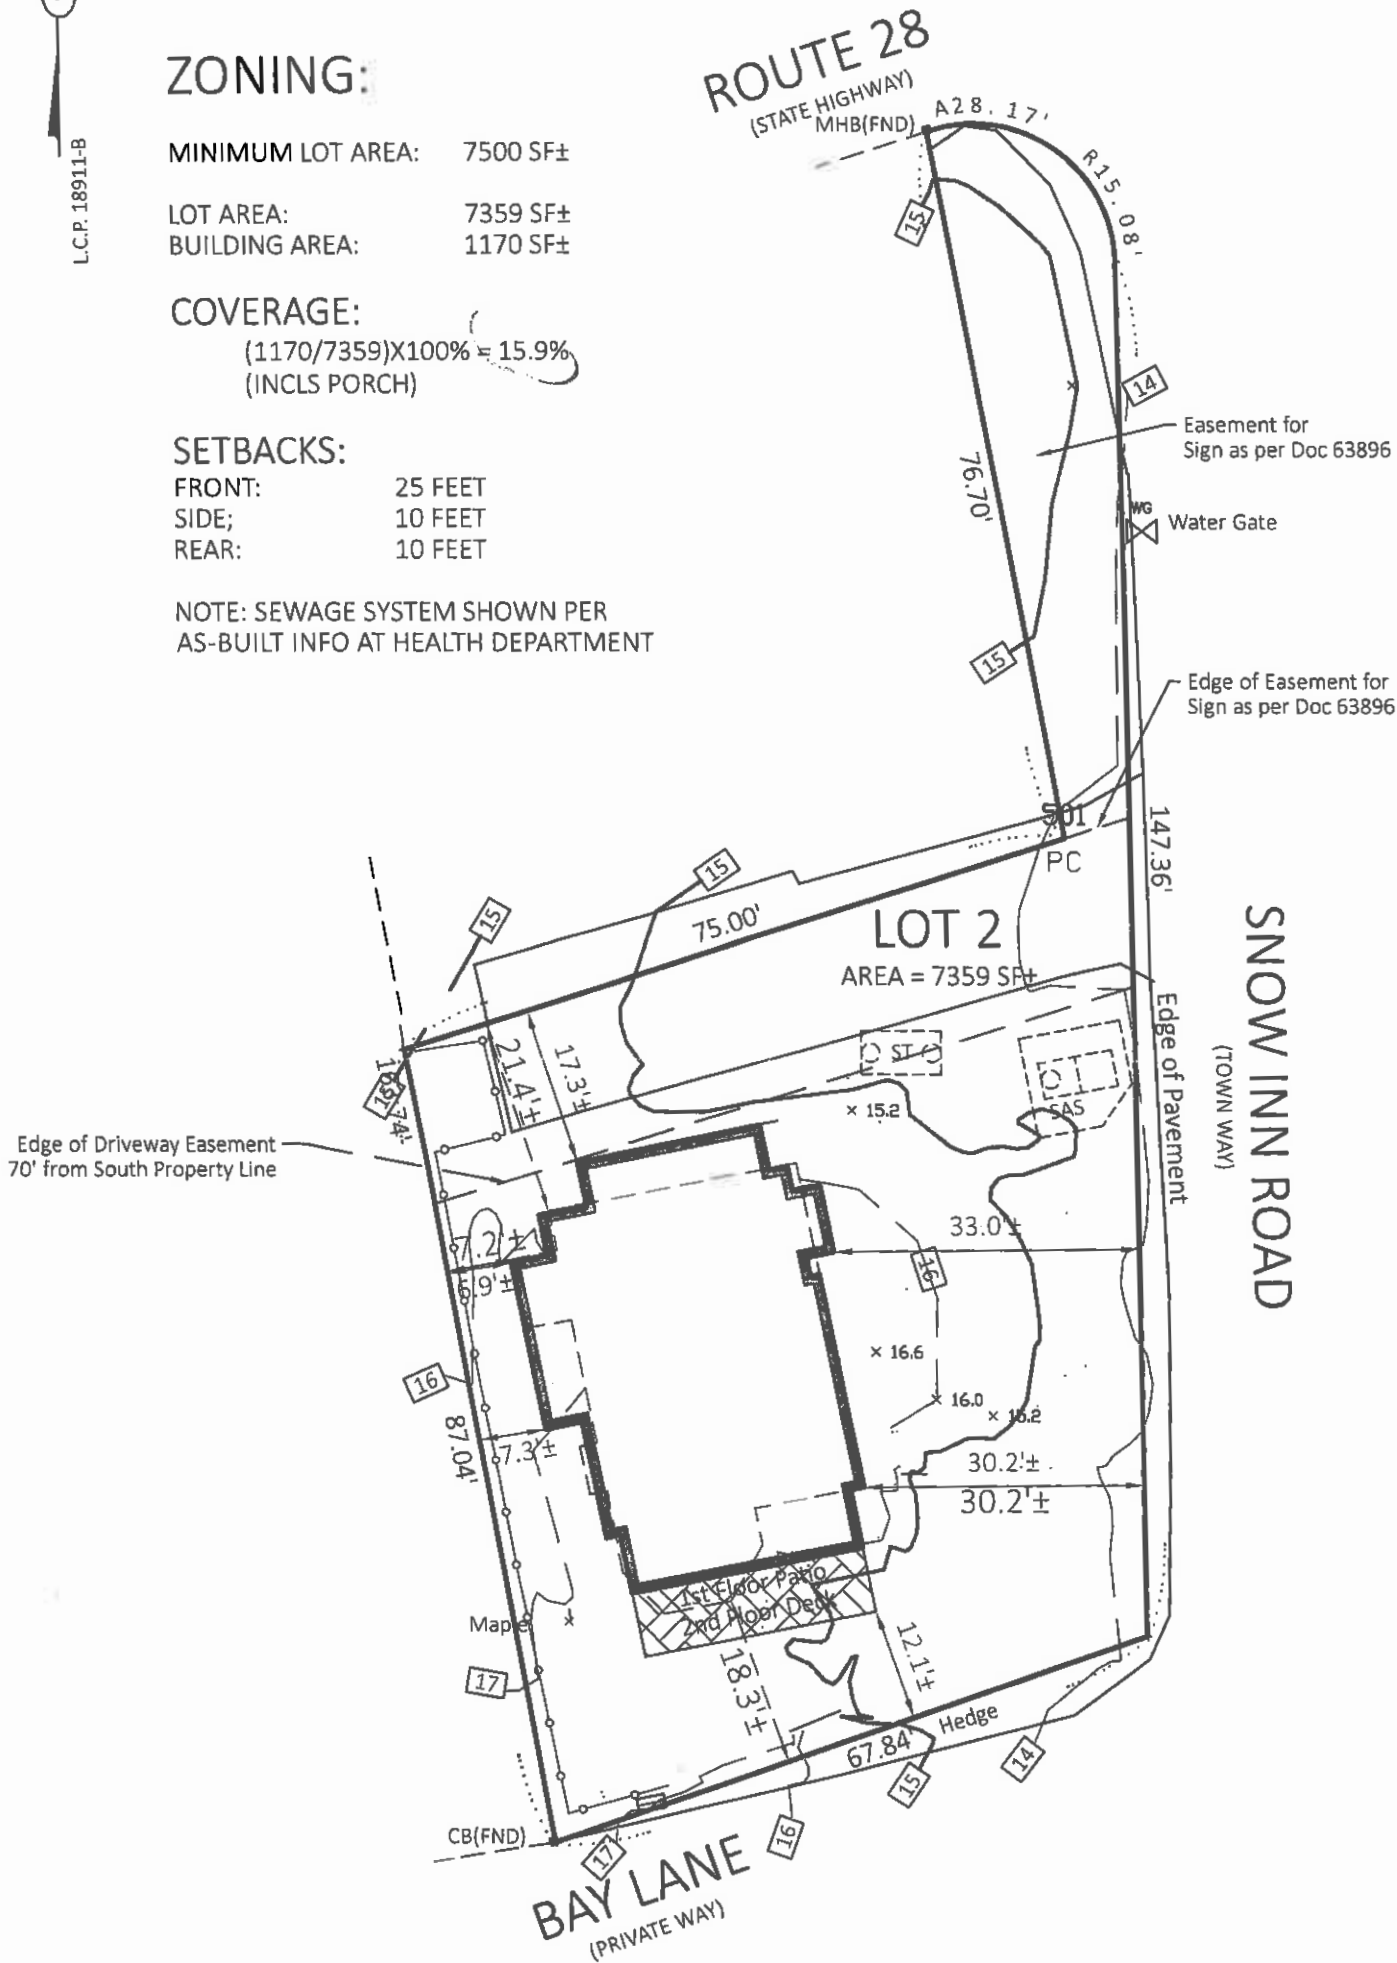 ZONING:
MINIMUM LOT AREA: 7500 SF±
LOT AREA: 7359 SF±
BUILDING AREA: 1170 SF±
COVERAGE:
(1170/7359)X100% = 15.9%
(INCLS PORCH)
SETBACKS:
FRONT: 25 FEET
SIDE; 10 FEET
REAR: 10 FEET
NOTE: SEWAGE SYSTEM SHOWN PER
AS-BUILT INFO AT HEALTH DEPARTMENT
L.C.P. 18911-B
ROUTE 28
(STATE HIGHWAY)
MHB(FND)
A28.17'
R15.08'
15
14
Easement for
Sign as per Doc 63896
76.70'
WG
Water Gate
15
Edge of Easement for
Sign as per Doc 63896
501
PC
147.36'
15
15
75.00'
LOT 2
AREA = 7359 SF±
SNOW INN ROAD
(TOWN WAY)
Edge of Pavement
ST
SAS
17.3'±
21.4'±
16
× 15.2
Edge of Driveway Easement
70' from South Property Line
7.2'±
6.9'±
33.0'±
16
× 16.6
16
× 16.0
× 15.2
87.04'
7.3'±
30.2'±
30.2'±
1st Floor Patio
2nd Floor Deck
Maple
17
18.3'±
12.1'±
Hedge
67.84'
14
15
16
17
CB(FND)
BAY LANE
(PRIVATE WAY)